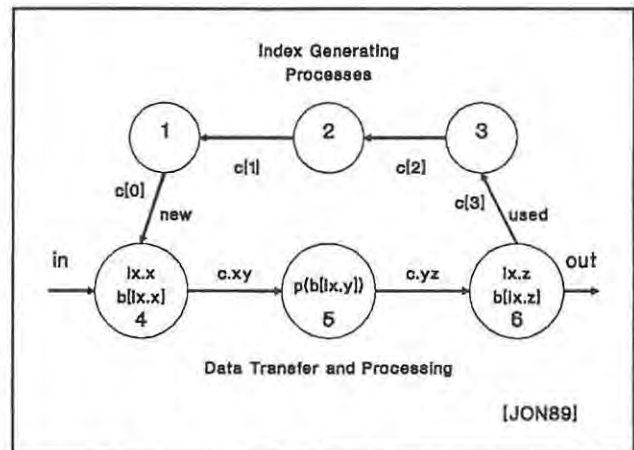 Index Generating
Processes
1
2
3
c[0]
c[1]
c[2]
c[3]
new
used
in
out
ix.x
b[ix.x]
4
c.xy
p(b[ix.y])
5
c.yz
ix.z
b[ix.z]
6
Data Transfer and Processing
[JON89]